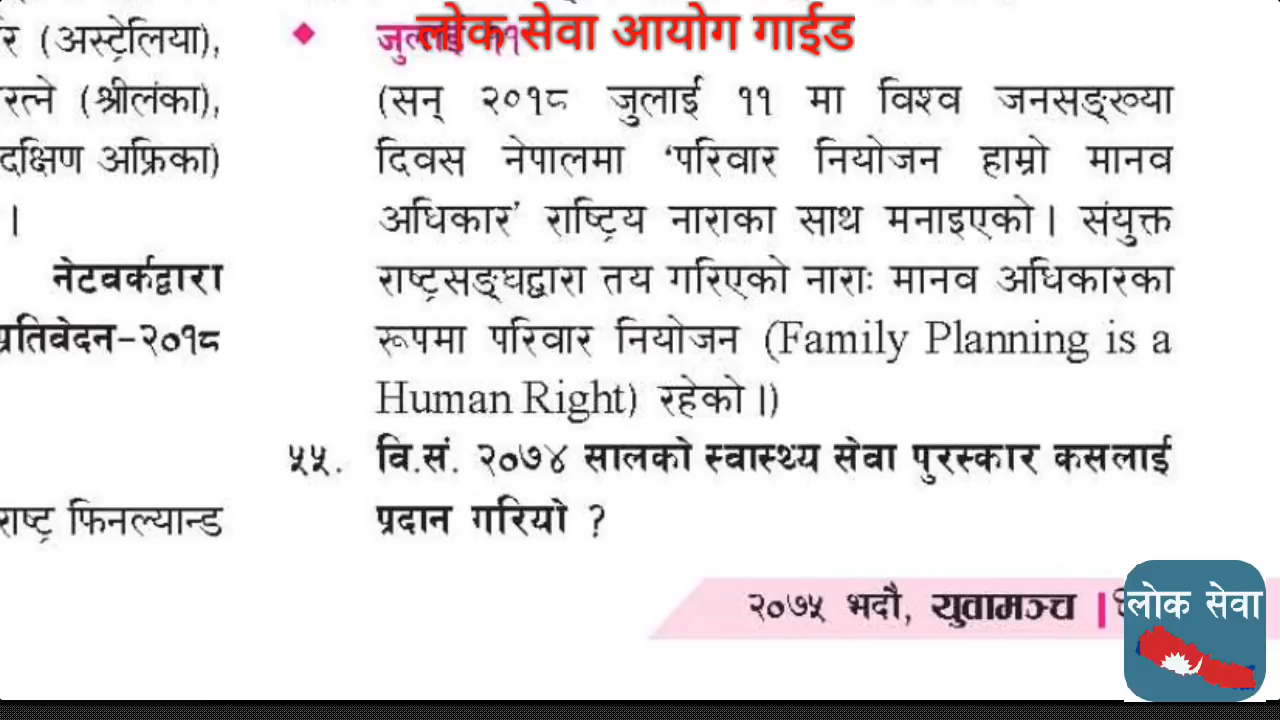 लोक सेवा आयोग गाईड
र (अस्ट्रेलिया),
रत्ने (श्रीलंका),
दक्षिण अफ्रिका)
।
नेटवर्कद्वारा
प्रतिवेदन-२०१८
राष्ट्र फिनल्यान्ड
◆ जुलाई ११
(सन् २०१८ जुलाई ११ मा विश्व जनसङ्ख्या
दिवस नेपालमा ‘परिवार नियोजन हाम्रो मानव
अधिकार’ राष्ट्रिय नाराका साथ मनाइएको। संयुक्त
राष्ट्रसङ्घद्वारा तय गरिएको नाराः मानव अधिकारका
रूपमा परिवार नियोजन (Family Planning is a
Human Right) रहेको।)
५५. वि.सं. २०७४ सालको स्वास्थ्य सेवा पुरस्कार कसलाई
प्रदान गरियो ?
२०७५ भदौ, युवामञ्च |
लोक सेवा